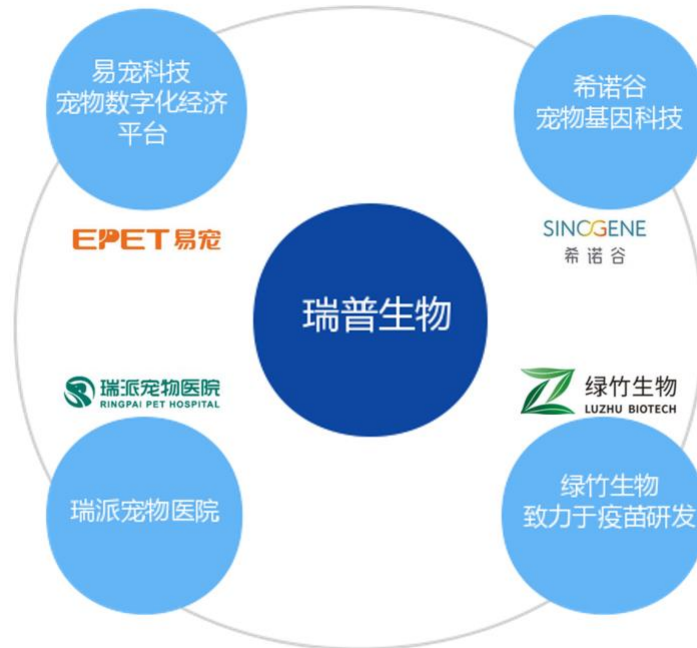 易宠科技
宠物数字化经济
平台
希诺谷
宠物基因科技
EPET易宠
SINOGENE
希诺谷
瑞普生物
瑞派宠物医院
RINGPAI PET HOSPITAL
绿竹生物
LUZHU BIOTECH
瑞派宠物医院
绿竹生物
致力于疫苗研发